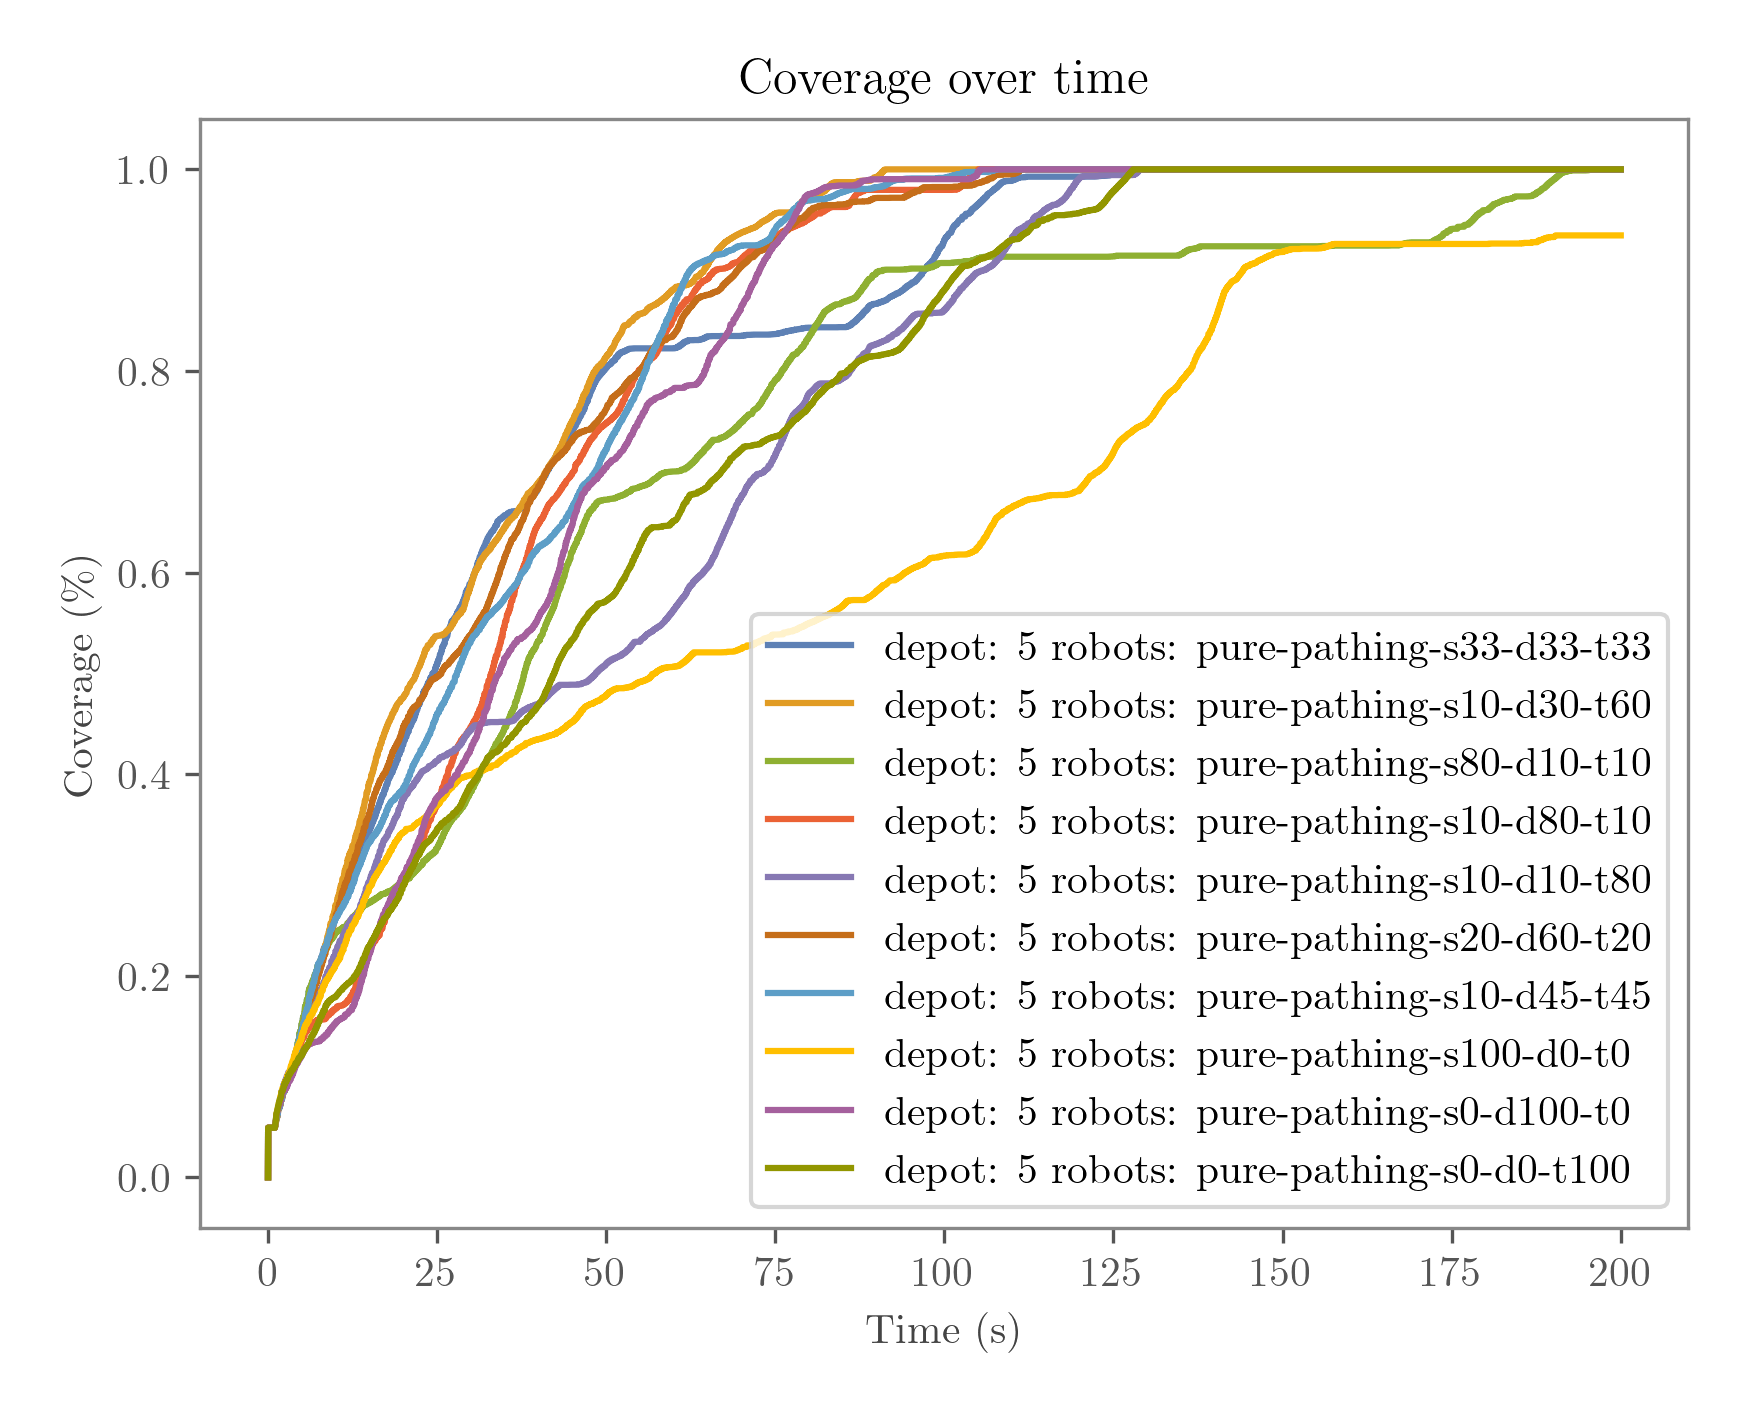 Coverage over time
1.0
0.8
0.6
0.4
0.2
0.0
Coverage (%)
depot: 5 robots: pure-pathing-s33-d33-t33
depot: 5 robots: pure-pathing-s10-d30-t60
depot: 5 robots: pure-pathing-s80-d10-t10
depot: 5 robots: pure-pathing-s10-d80-t10
depot: 5 robots: pure-pathing-s10-d10-t80
depot: 5 robots: pure-pathing-s20-d60-t20
depot: 5 robots: pure-pathing-s10-d45-t45
depot: 5 robots: pure-pathing-s100-d0-t0
depot: 5 robots: pure-pathing-s0-d100-t0
depot: 5 robots: pure-pathing-s0-d0-t100
0 25 50 75 100 125 150 175 200
Time (s)